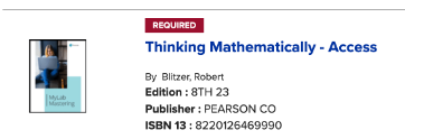 REQUIRED
Thinking Mathematically - Access
By Blitzer, Robert
Edition : 8TH 23
Publisher : PEARSON CO
ISBN 13 : 8220126469990
MyLab
Mastering